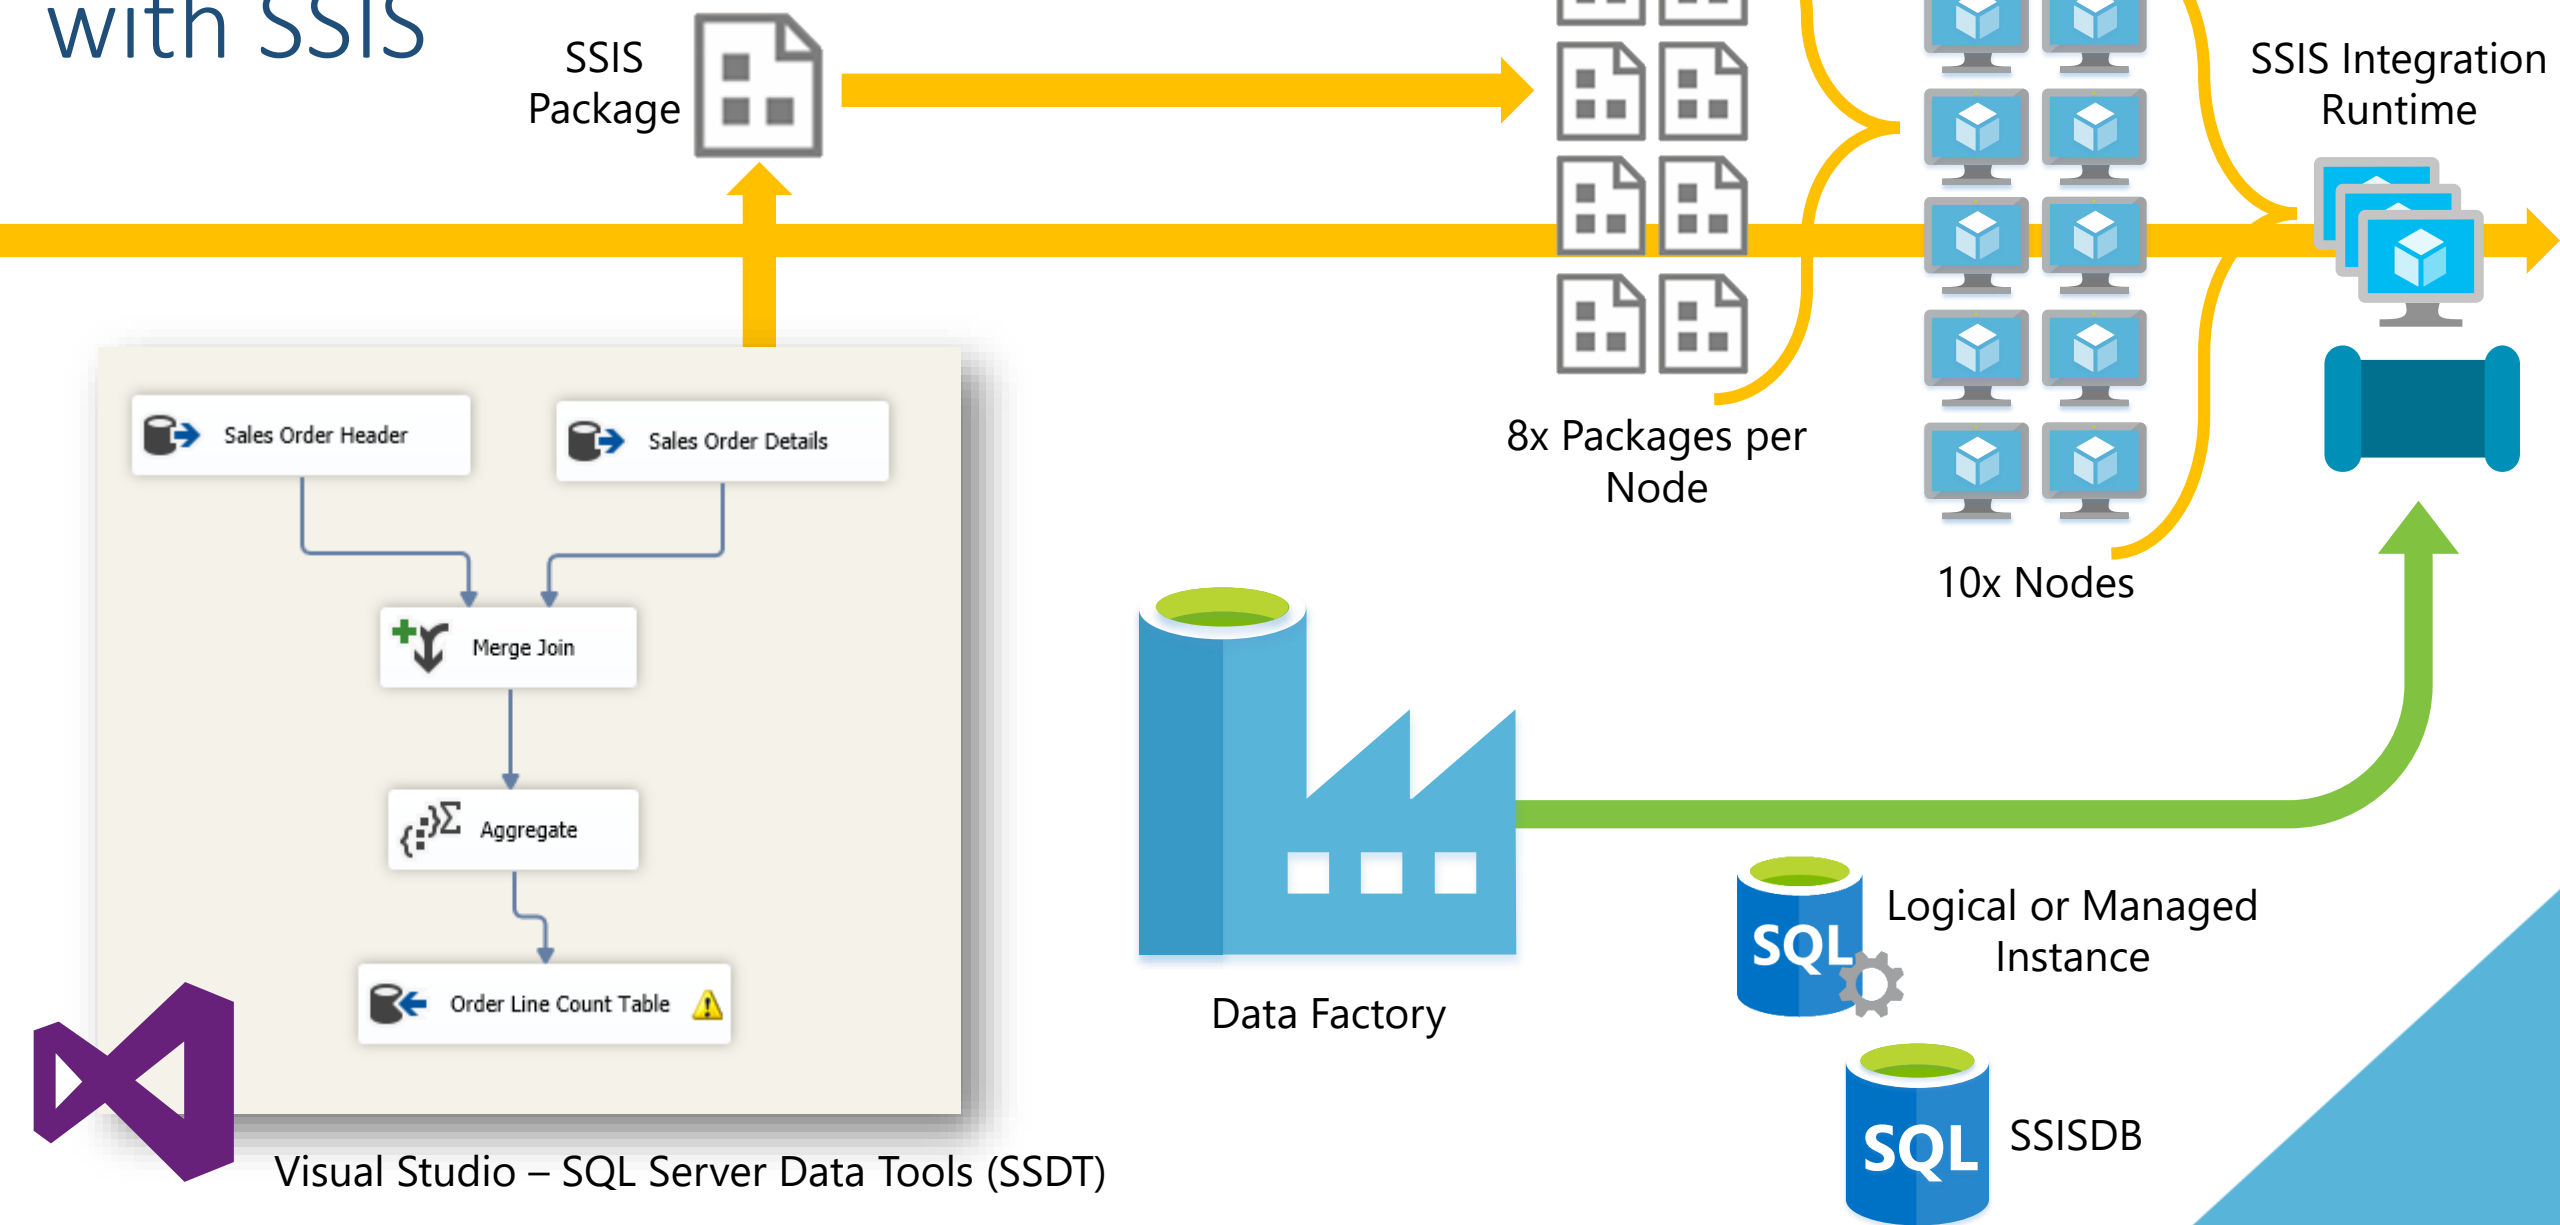 with SSIS
SSIS
Package
SSIS Integration
Runtime
Sales Order Header
Sales Order Details
8x Packages per
Node
10x Nodes
Merge Join
Aggregate
Order Line Count Table
Data Factory
SQL
Logical or Managed
Instance
SQL
SSISDB
Visual Studio – SQL Server Data Tools (SSDT)